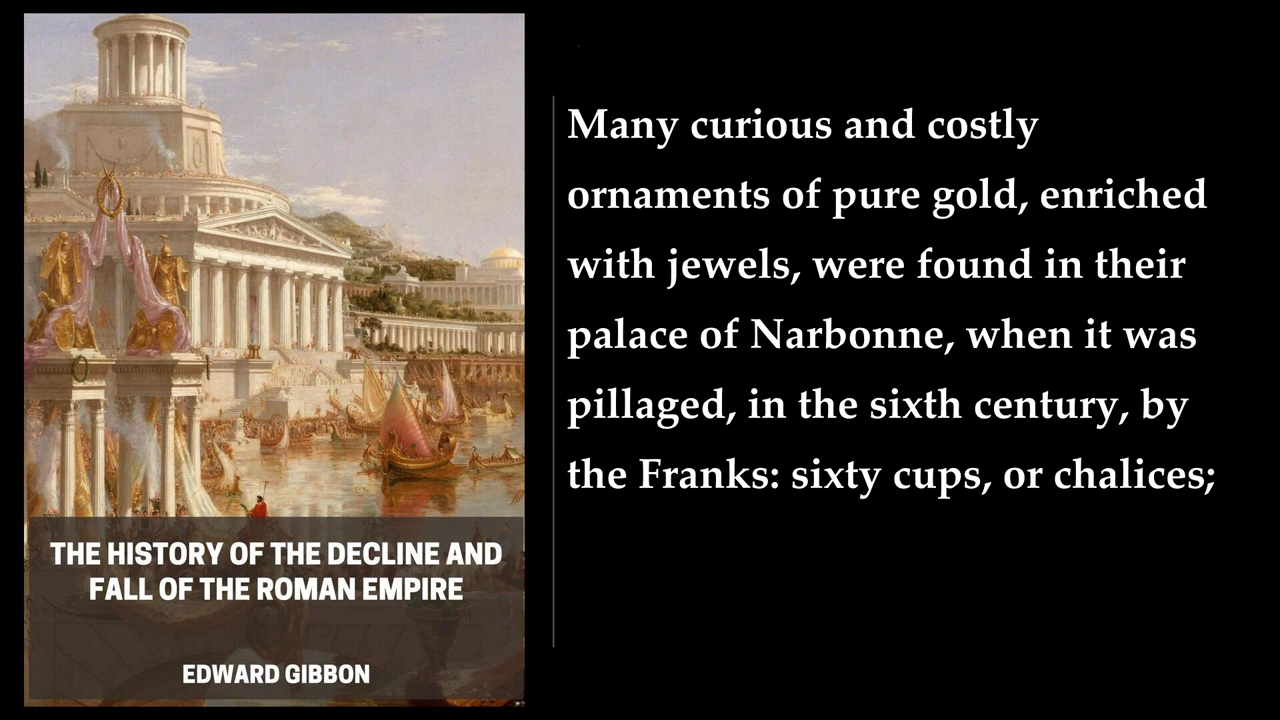 THE HISTORY OF THE DECLINE AND
FALL OF THE ROMAN EMPIRE
EDWARD GIBBON
Many curious and costly
ornaments of pure gold, enriched
with jewels, were found in their
palace of Narbonne, when it was
pillaged, in the sixth century, by
the Franks: sixty cups, or chalices;